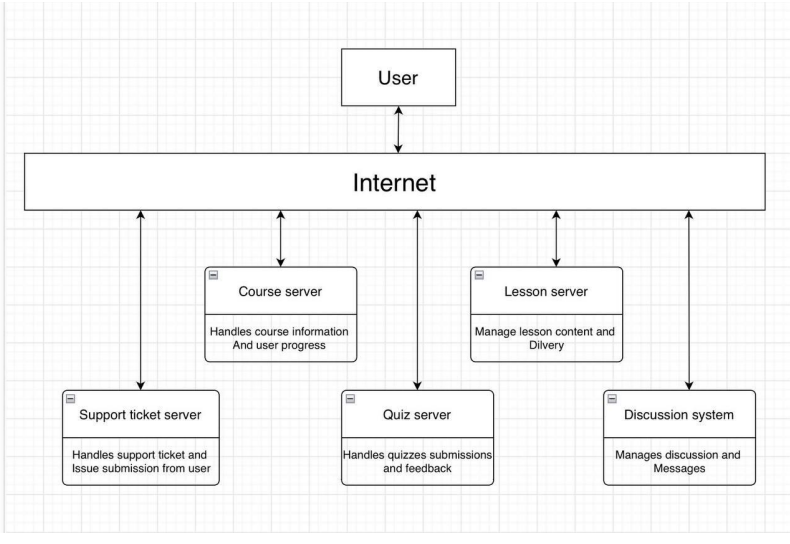 User
Internet
Course server
Handles course information
And user progress
Lesson server
Manage lesson content and
Dilvery
Support ticket server
Handles support ticket and
Issue submission from user
Quiz server
Handles quizzes submissions
and feedback
Discussion system
Manages discussion and
Messages